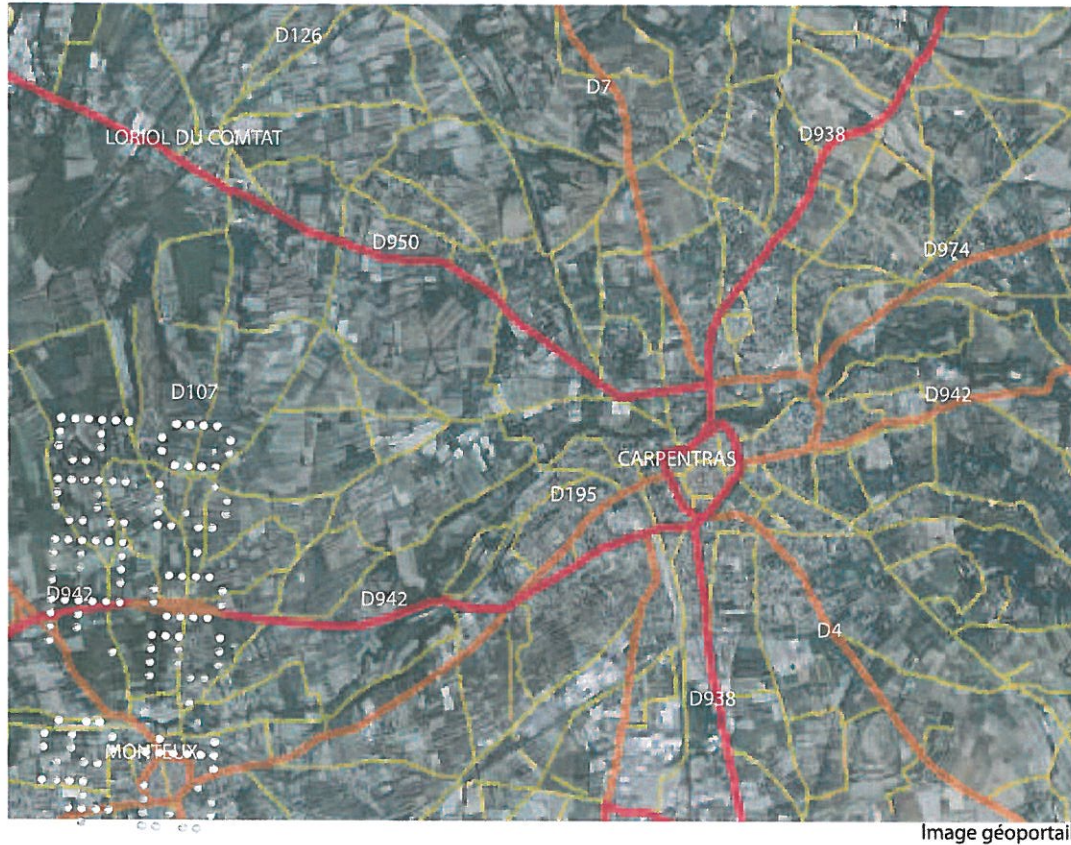 D126
D7
LORIOL DU COMTAT
D938
D950
D974
D107
D942
CARPENTRAS
D195
D942
D942
D4
D938
MONTEUX
Image géoportail